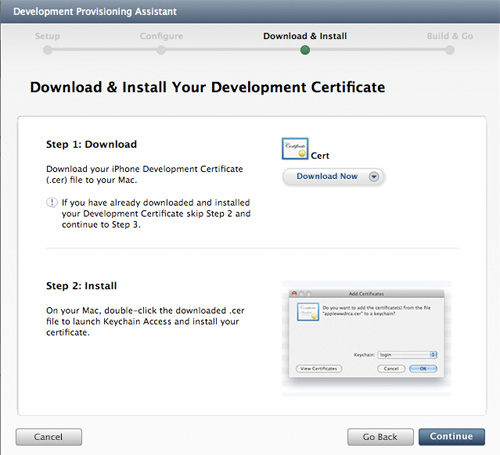 Development Provisioning Assistant
Setup
Configure
Download & Install
Build & Go
Download & Install Your Development Certificate
Step 1: Download
Download your iPhone Development Certificate
(.cer) file to your Mac.
If you have already downloaded and installed
your Development Certificate skip Step 2 and
continue to Step 3.
Certificate
Cert
Download Now
Step 2: Install
On your Mac, double-click the downloaded .cer
file to launch Keychain Access and install your
certificate.
Add Certificates
Do you want to add the certificate(s) from the file
"applewwdrca.cer" to a keychain?
Keychain: login
View Certificates
Cancel
OK
Cancel
Go Back
Continue